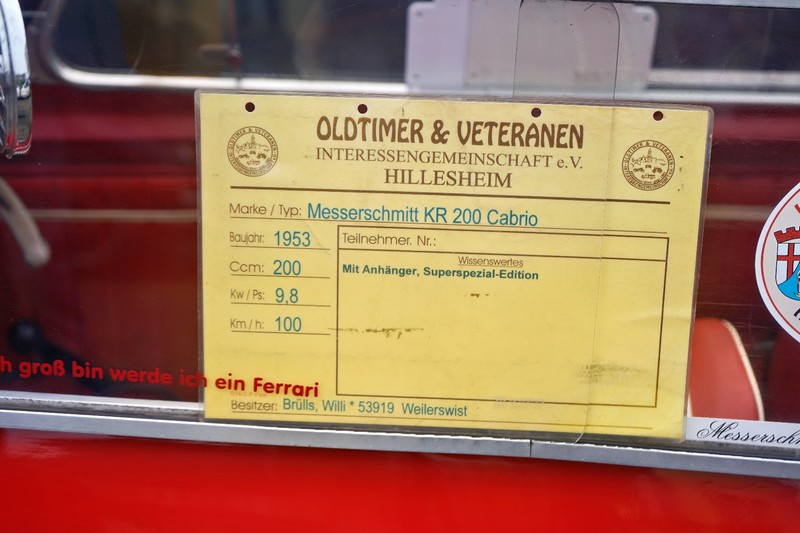 OLDTIMER & VETERANEN
INTERESSENGEMEINSCHAFT e.V.
HILLESHEIM
Marke / Typ: Messerschmitt KR 200 Cabrio
Baujahr: 1953
Teilnehmer. Nr.:
Wissenswertes
Ccm: 200
Mit Anhänger, Superspezial-Edition
Kw / Ps: 9,8
Km / h: 100
h groß bin werde ich ein Ferrari
Besitzer: Brülls, Willi * 53919 Weilerswist
Messersch